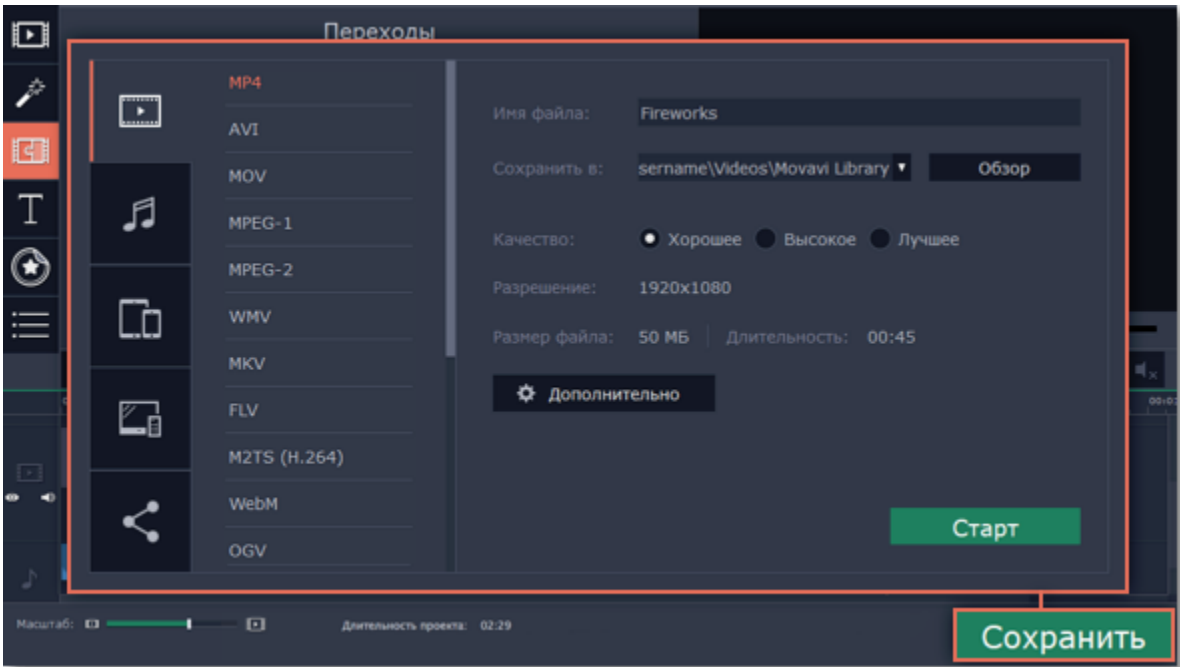 Переходы
MP4
AVI
MOV
MPEG-1
MPEG-2
WMV
MKV
FLV
M2TS (H.264)
WebM
OGV
Имя файла: Fireworks
Сохранить в: sername\Videos\Movavi Library Обзор
Качество: Хорошее Высокое Лучшее
Разрешение: 1920x1080
Размер файла: 50 МБ Длительность: 00:45
Дополнительно
Старт
Масштаб: Длительность проекта: 02:29
Сохранить